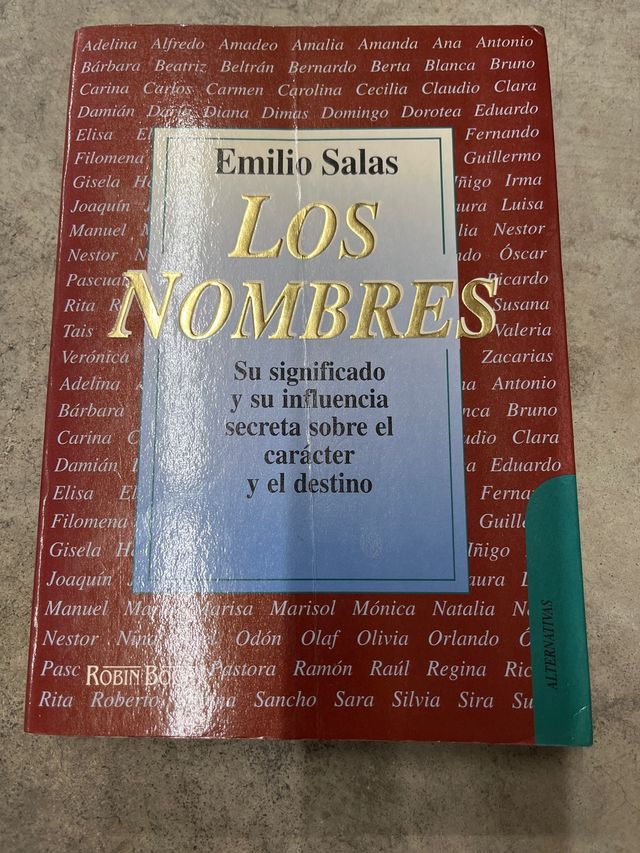 Adelina Alfredo Amadeo Amalia Amanda Ana Antonio
Bárbara Beatriz Beltrán Bernardo Berta Blanca Bruno
Carina Carlos Carmen Carolina Cecilia Claudio Clara
Damián Diana Dimas Domingo Dorotea Eduardo
Elisa Fernando
Filomena Guillermo
Gisela Iñigo Irma
Joaquín Luisa
Manuel Nestor
Nestor Óscar
Ricardo
Rita Susana
Tais Valeria
Verónica Zacarias
Adelina Antonio
Bárbara Bruno
Carina Clara
Damián Eduardo
Elisa
Filomena
Gisela Iñigo
Joaquín
Emilio Salas
LOS
NOMBRES
Su significado
y su influencia
secreta sobre el
carácter
y el destino
Manuel Marisa Marisol Mónica Natalia
Nestor Odón Olaf Olivia Orlando
Pastora Ramón Raúl Regina
Rita Roberto Sancho Sara Silvia Sira
ROBIN
ALTERNATIVAS